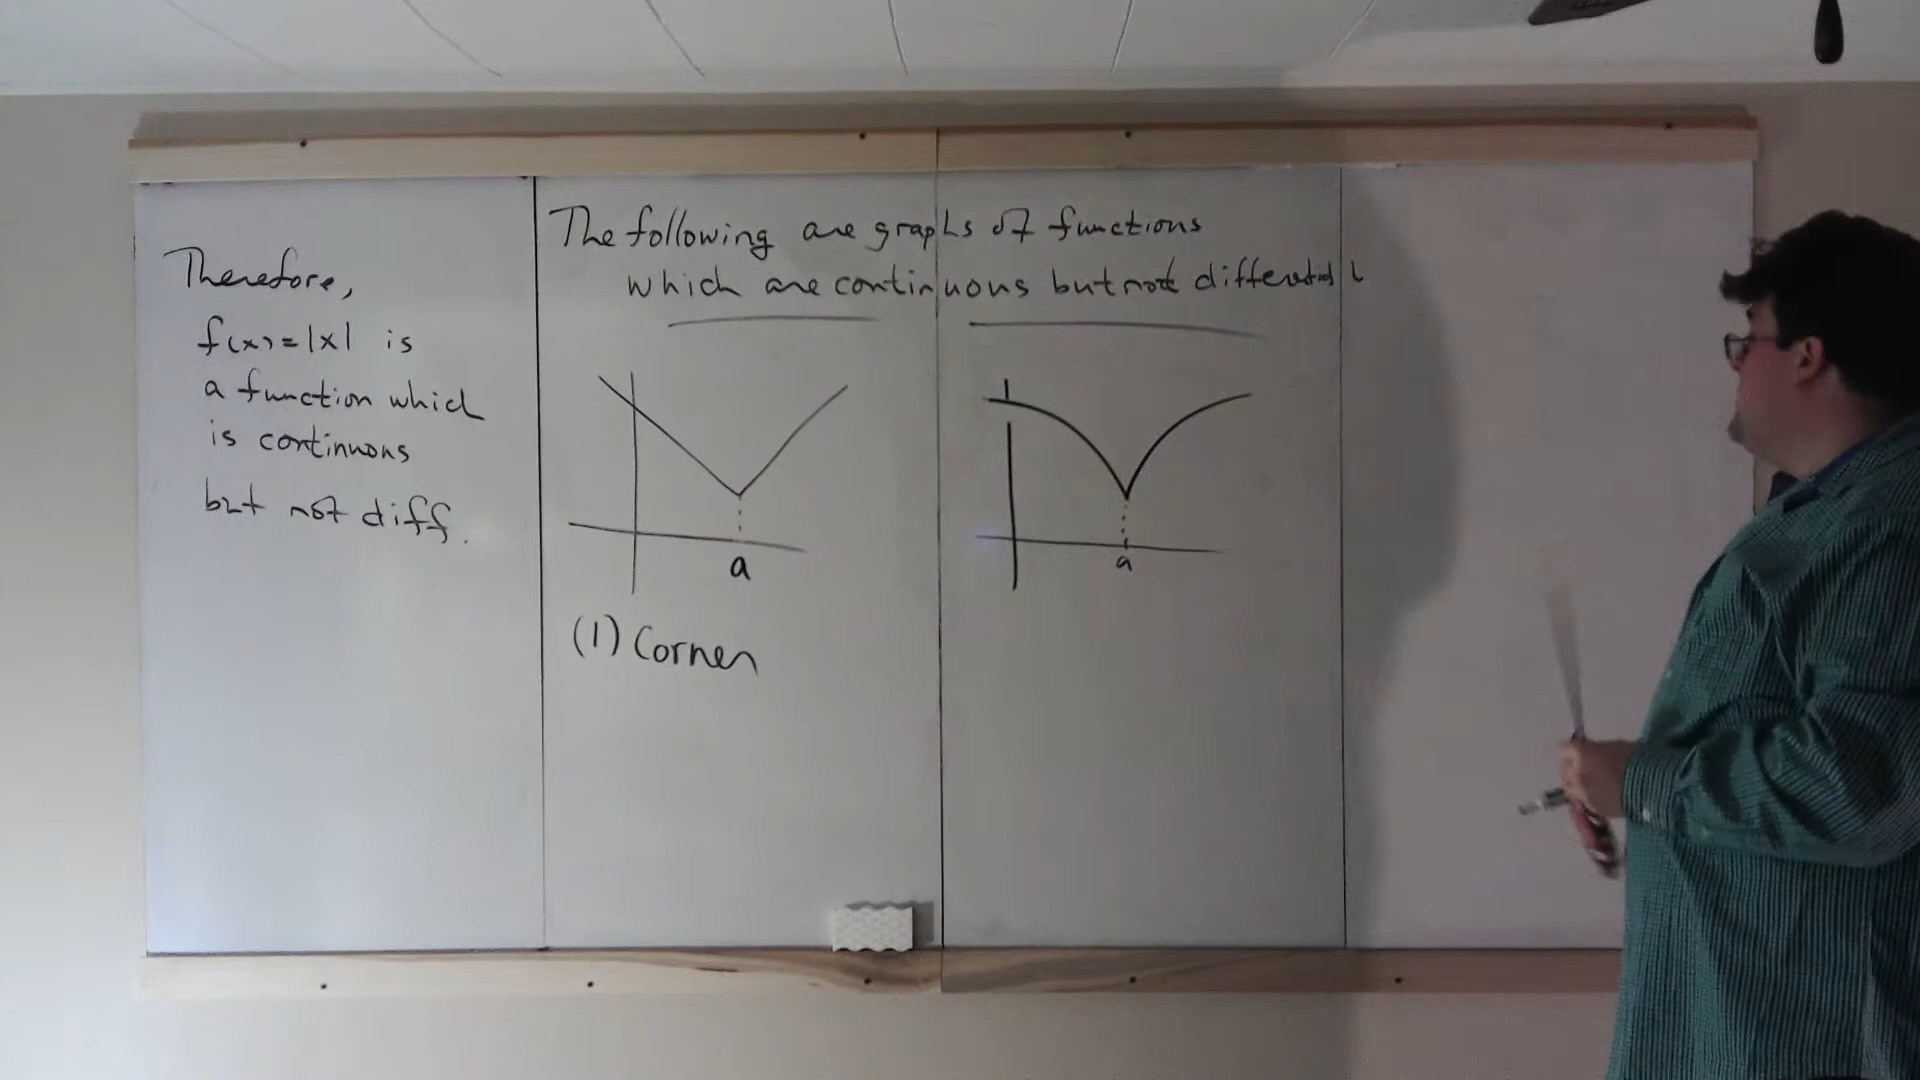 Therefore,
f(x) = |x| is
a function which
is continuous
but not diff.
The following are graphs of functions
which are continuous but not
a
(1) Corner
a